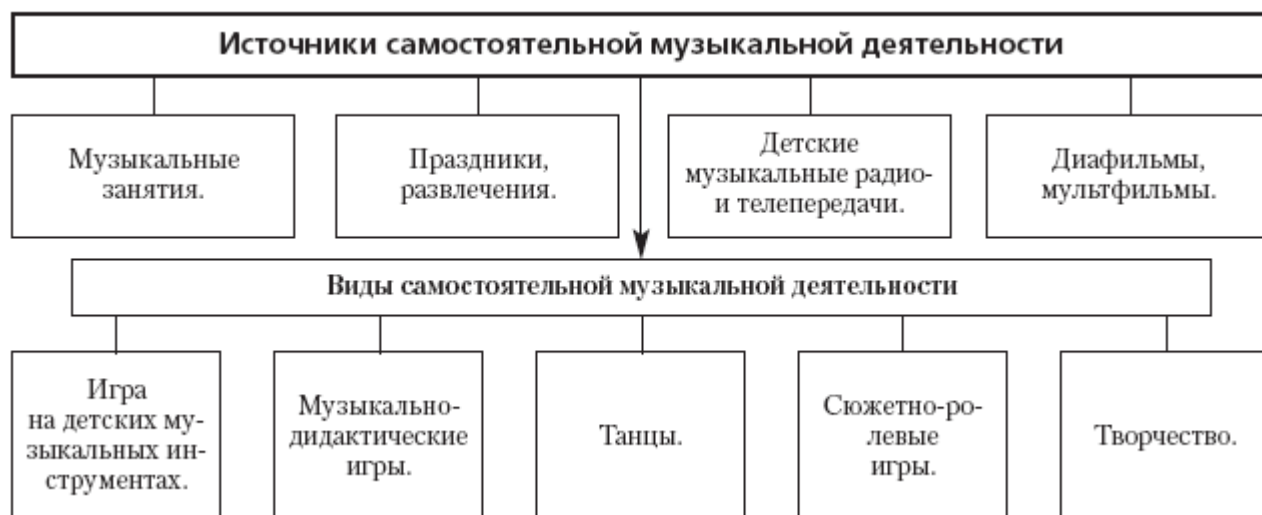 Источники самостоятельной музыкальной деятельности
Музыкальные
занятия.
Праздники,
развлечения.
Детские
музыкальные радио-
и телепередачи.
Диафильмы,
мультфильмы.
Виды самостоятельной музыкальной деятельности
Игра
на детских му-
зыкальных ин-
струментах.
Музыкально-
дидактические
игры.
Танцы.
Сюжетно-ро-
левые
игры.
Творчество.